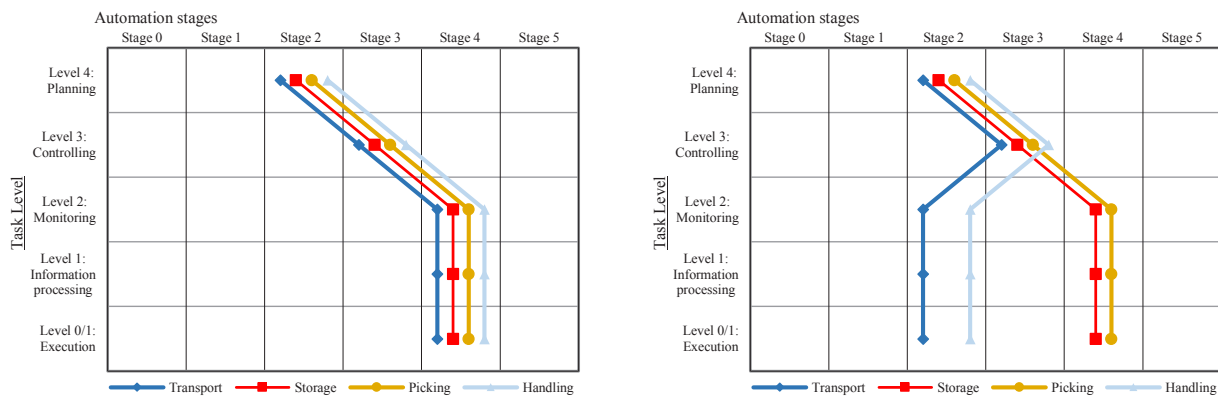 Automation stages
Stage 0 Stage 1 Stage 2 Stage 3 Stage 4 Stage 5
Task Level
Level 4:
Planning
Level 3:
Controlling
Level 2:
Monitoring
Level 1:
Information
processing
Level 0/1:
Execution
Transport Storage Picking Handling
Automation stages
Stage 0 Stage 1 Stage 2 Stage 3 Stage 4 Stage 5
Task Level
Level 4:
Planning
Level 3:
Controlling
Level 2:
Monitoring
Level 1:
Information
processing
Level 0/1:
Execution
Transport Storage Picking Handling